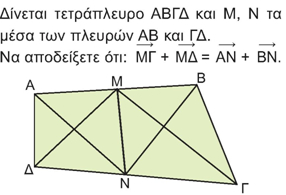 Δίνεται τετράπλευρο ΑΒΓΔ και Μ, Ν τα
μέσα των πλευρών ΑΒ και ΓΔ.
Να αποδείξετε ότι: ΜΓ + ΜΔ = ΑΝ + ΒΝ.
Α Μ Β
Δ Ν Γ